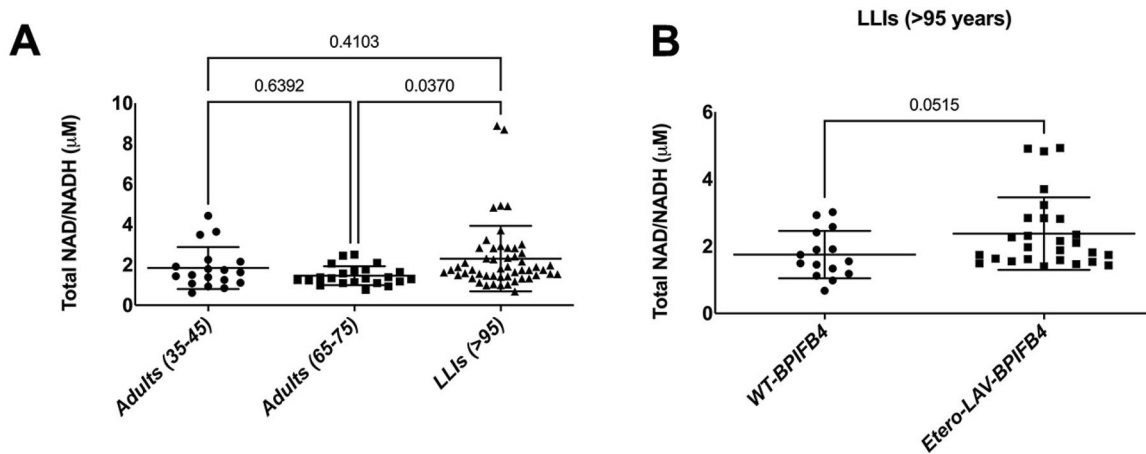 A
0.4103
0.6392
0.0370
Total NAD/NADH (μM)
10
8
6
4
2
0
Adults (35-45)
Adults (65-75)
LLIs (>95)
B
LLIs (>95 years)
0.0515
Total NAD/NADH (μM)
6
4
2
0
WT-BPIFB4
Etero-LAV-BPIFB4